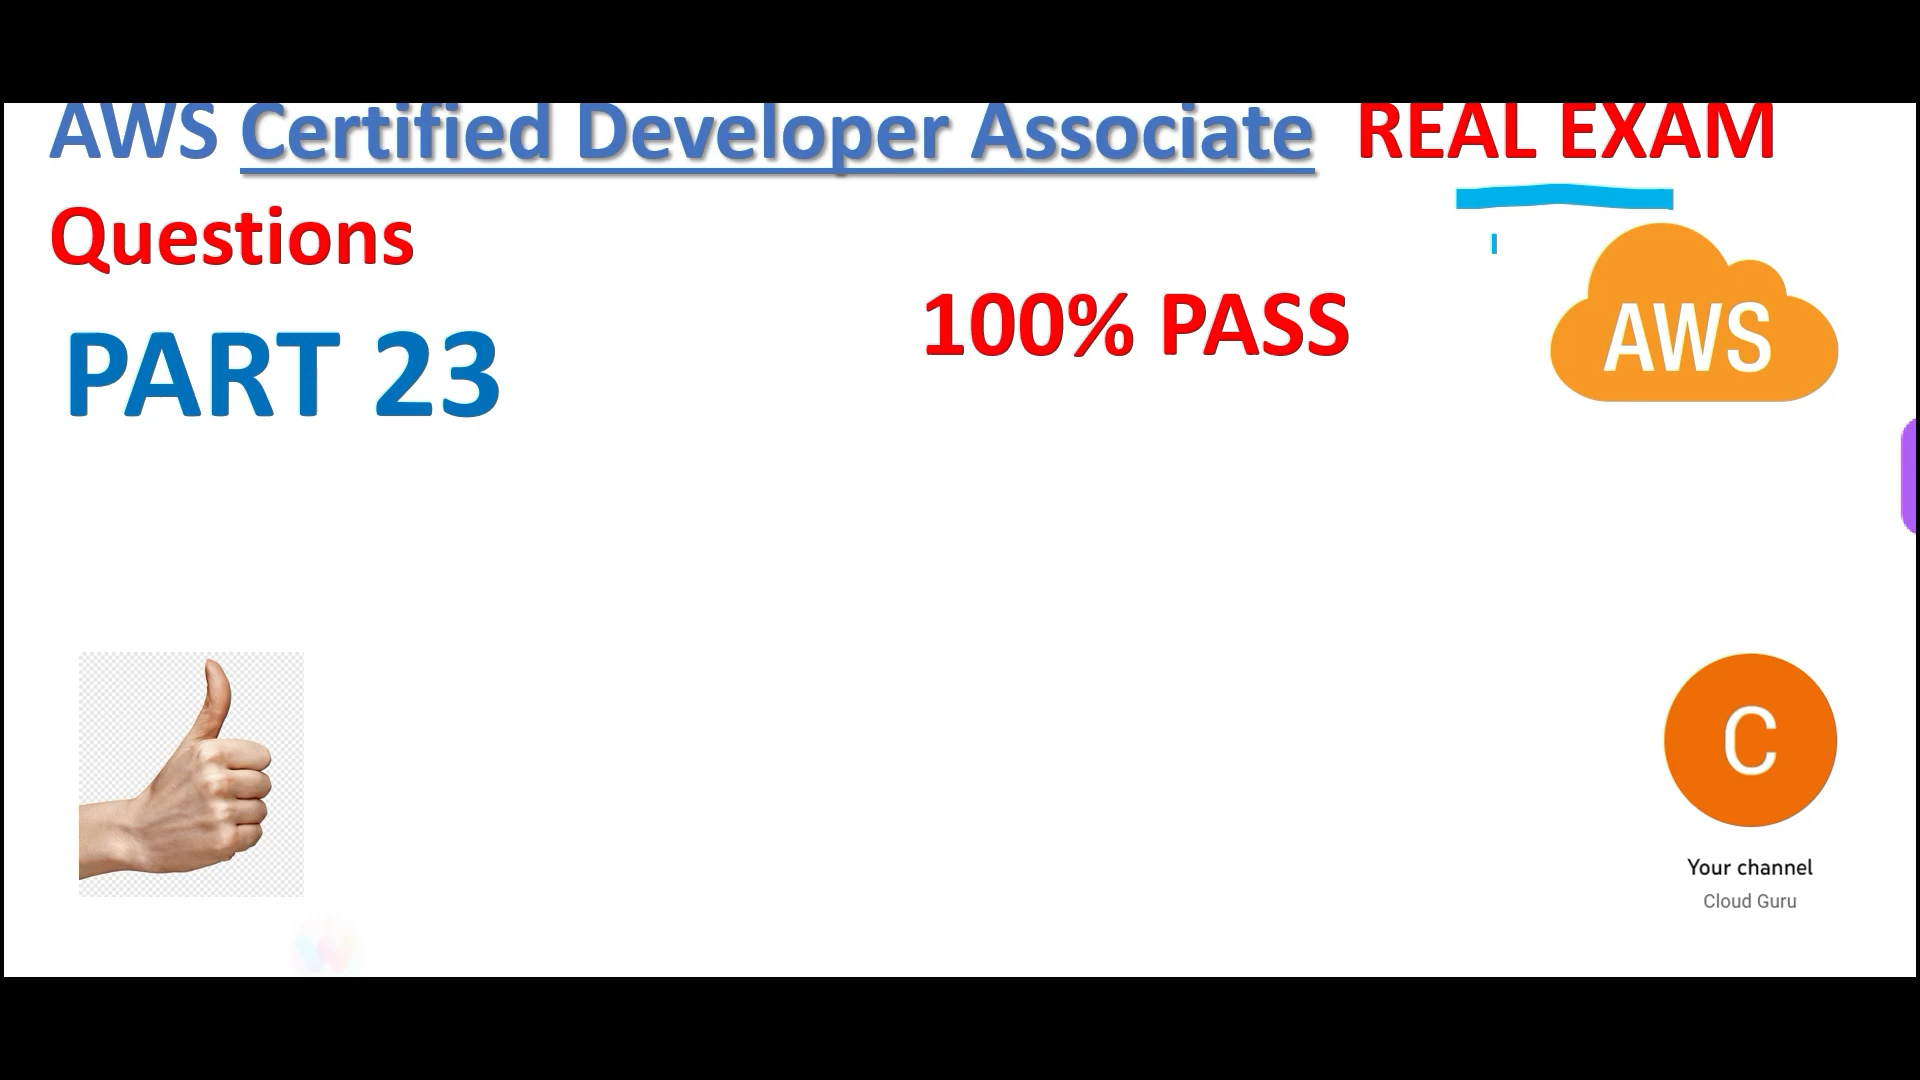 AWS Certified Developer Associate REAL EXAM
Questions
100% PASS
PART 23
AWS
C
Your channel
Cloud Guru